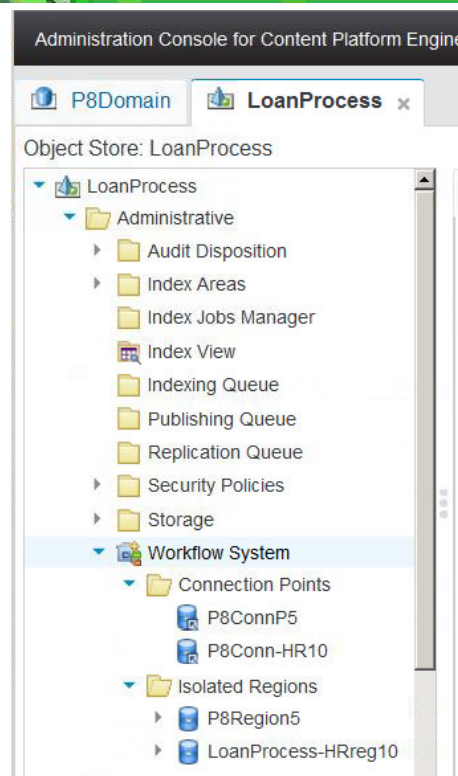 Administration Console for Content Platform Engine
P8Domain LoanProcess x
Object Store: LoanProcess
LoanProcess
Administrative
Audit Disposition
Index Areas
Index Jobs Manager
Index View
Indexing Queue
Publishing Queue
Replication Queue
Security Policies
Storage
Workflow System
Connection Points
P8ConnP5
P8Conn-HR10
Isolated Regions
P8Region5
LoanProcess-HRreg10